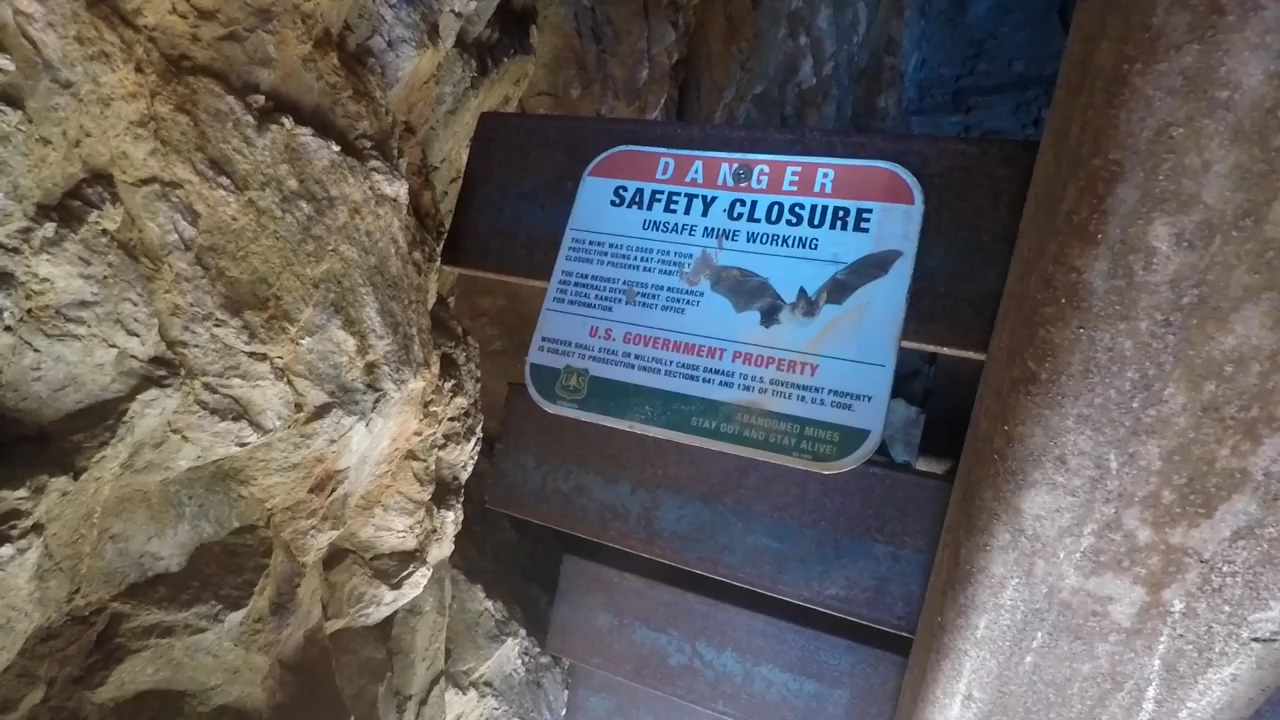 DANGER
SAFETY CLOSURE
UNSAFE MINE WORKING
THIS MINE WAS CLOSED FOR YOUR
PROTECTION USING A BAT-FRIENDLY
CLOSURE TO PRESERVE BAT
YOU CAN REQUEST ACCESS FOR RESEARCH
AND MINERALS DEVELOPMENT. CONTACT
THE LOCAL RANGER DISTRICT OFFICE
FOR INFORMATION.
U.S. GOVERNMENT PROPERTY
WHOEVER SHALL STEAL OR WILLFULLY CAUSE DAMAGE TO U.S. GOVERNMENT PROPERTY
IS SUBJECT TO PROSECUTION UNDER SECTIONS 641 AND 1361 OF TITLE 18, U.S. CODE.
UAS
ABANDONED MINES
STAY OUT AND STAY ALIVE!